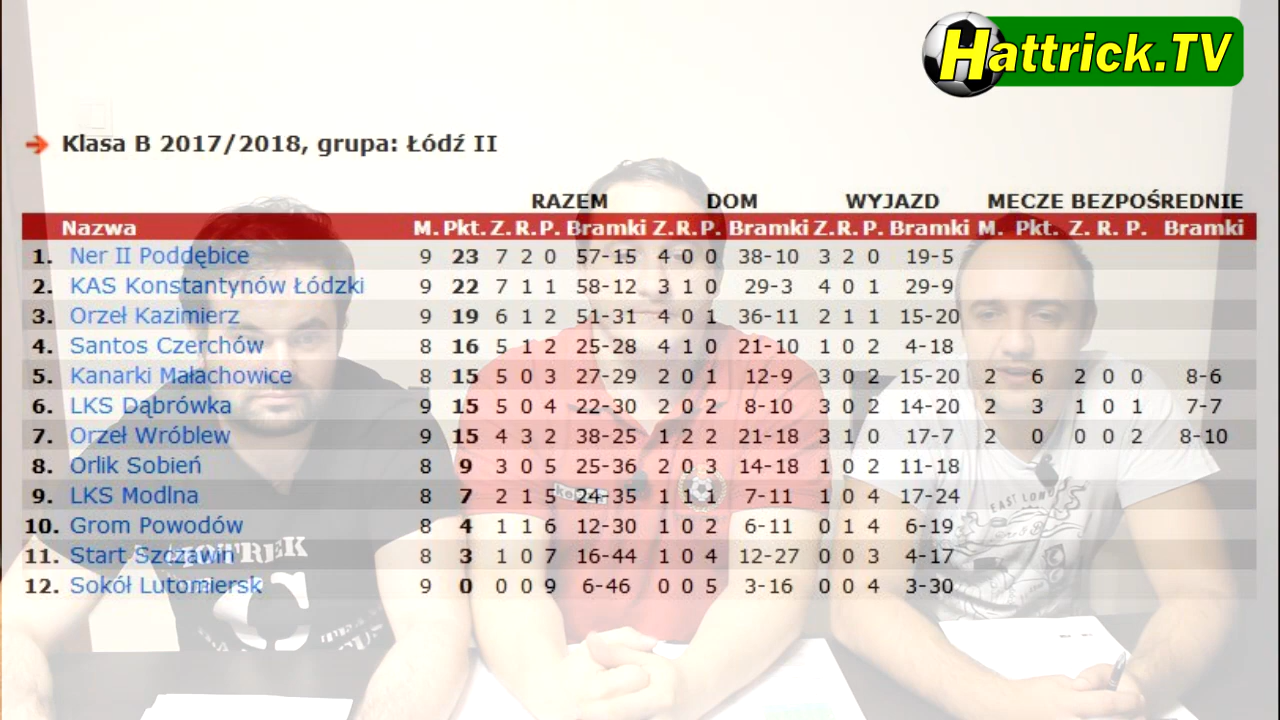 Hattrick.TV
Klasa B 2017/2018, grupa: Łódź II
RAZEM DOM WYJAZD MECZE BEZPOŚREDNIE
Nazwa M. Pkt. Z. R. P. Bramki Z. R. P. Bramki Z. R. P. Bramki M. Pkt. Z. R. P. Bramki
1. Ner II Poddębice 9 23 7 2 0 57-15 4 0 0 38-10 3 2 0 19-5
2. KAS Konstantynów Łódzki 9 22 7 1 1 58-12 3 1 0 29-3 4 0 1 29-9
3. Orzeł Kazimierz 9 19 6 1 2 51-31 4 0 1 36-11 2 1 1 15-20
4. Santos Czerchów 8 16 5 1 2 25-28 4 1 0 21-10 1 0 2 4-18
5. Kanarki Małachowice 8 15 5 0 3 27-29 2 0 1 12-9 3 0 2 15-20 2 6 2 0 0 8-6
6. LKS Dąbrówka 9 15 5 0 4 22-30 2 0 2 8-10 3 0 2 14-20 2 3 1 0 1 7-7
7. Orzeł Wróblew 9 15 4 3 2 38-25 1 2 2 21-18 3 1 0 17-7 2 0 0 0 2 8-10
8. Orlik Sobień 8 9 3 0 5 25-36 2 0 3 14-18 1 0 2 11-18
9. LKS Modlna 8 7 2 1 5 24-35 1 1 1 7-11 1 0 4 17-24
10. Grom Powodów 8 4 1 1 6 12-30 1 0 2 6-11 0 1 4 6-19
11. Start Szczawin 8 3 1 0 7 16-44 1 0 4 12-27 0 0 3 4-17
12. Sokół Lutomiersk 9 0 0 0 9 6-46 0 0 5 3-16 0 0 4 3-30
EAST